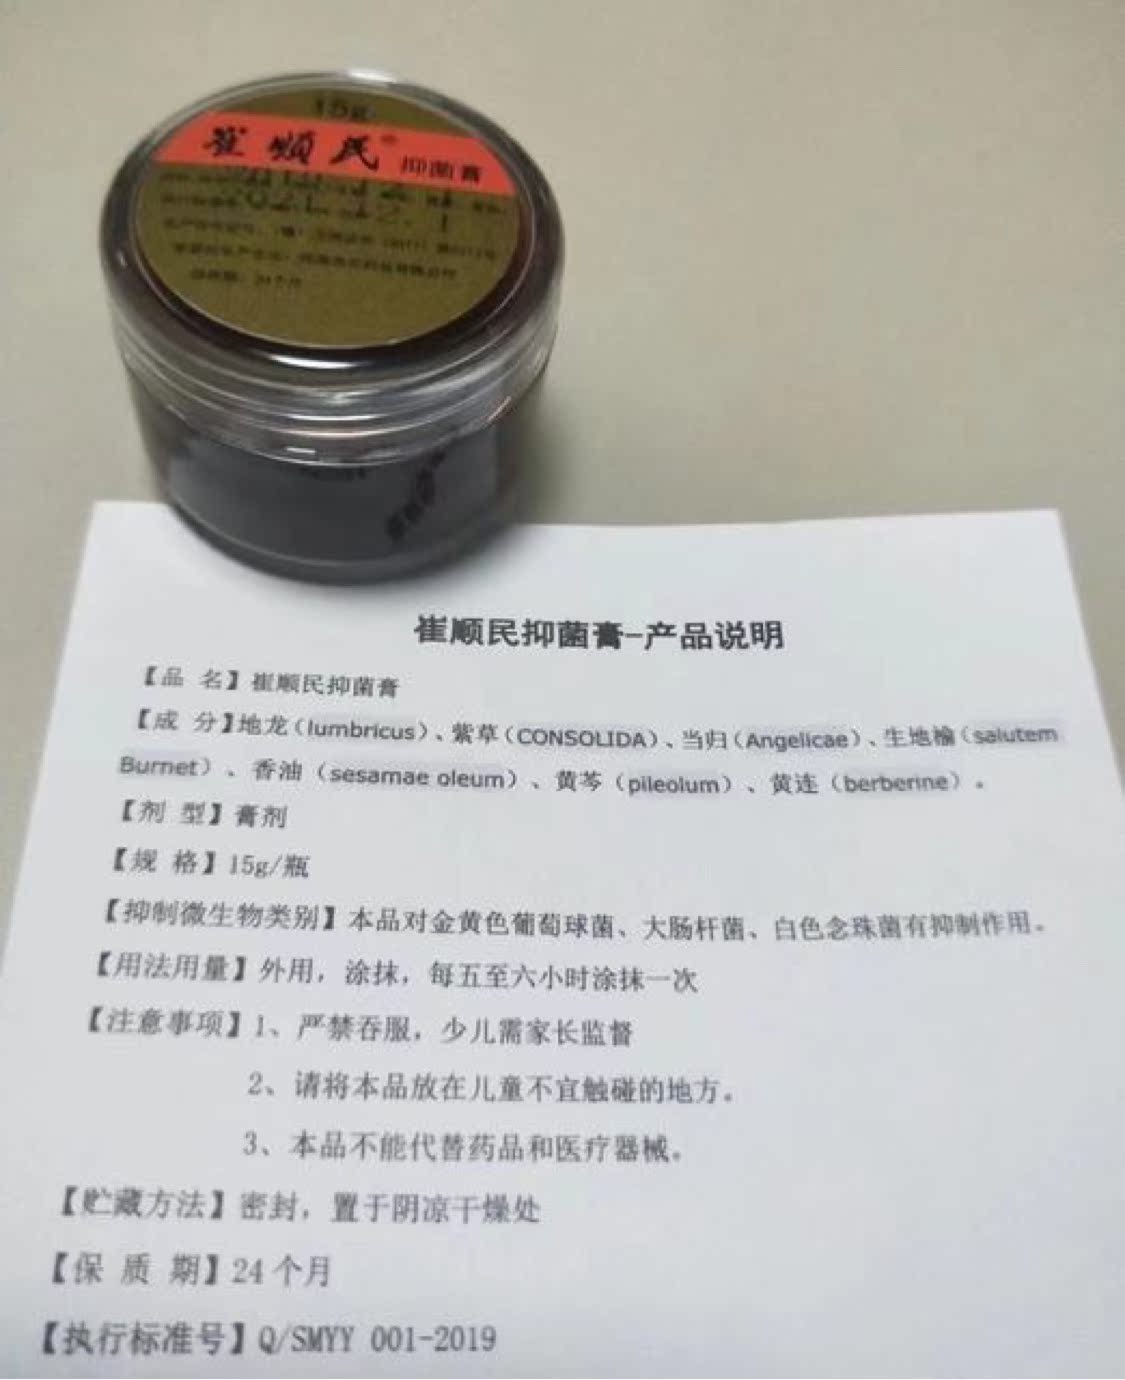 15g
崔顺民® 抑菌膏
2021.12.1
崔顺民抑菌膏-产品说明
【品 名】崔顺民抑菌膏
【成 分】地龙（lumbricus）、紫草（CONSOLIDA）、当归（Angelicae）、生地榆（salutem
Burnet）、香油（sesamae oleum）、黄芩（pileolum）、黄连（berberine）。
【剂 型】膏剂
【规 格】15g/瓶
【抑制微生物类别】本品对金黄色葡萄球菌、大肠杆菌、白色念珠菌有抑制作用。
【用法用量】外用，涂抹，每五至六小时涂抹一次
【注意事项】1、严禁吞服，少儿需家长监督
2、请将本品放在儿童不宜触碰的地方。
3、本品不能代替药品和医疗器械。
【贮藏方法】密封，置于阴凉干燥处
【保 质 期】24个月
【执行标准号】Q/SMYY 001-2019